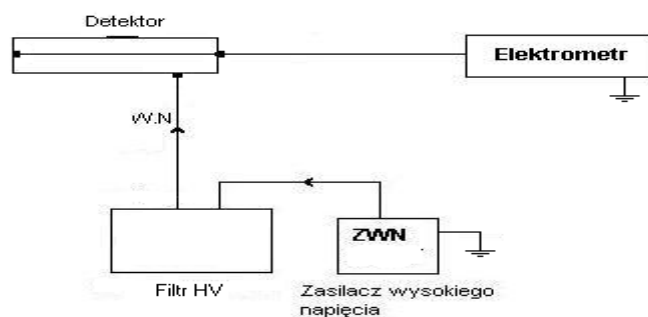 Detektor
Elektrometr
W.N
ZWN
Filtr HV
Zasilacz wysokiego
napięcia